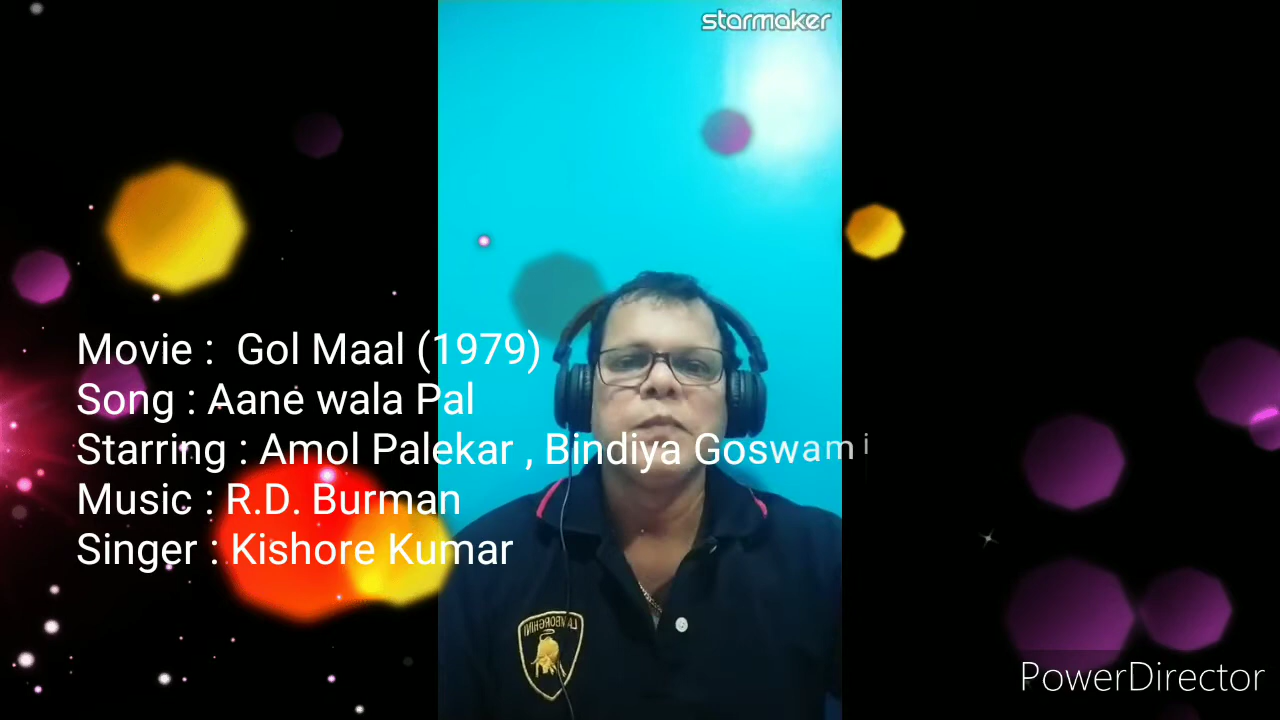 starmaker
Movie : Gol Maal (1979)
Song : Aane wala Pal
Starring : Amol Palekar , Bindiya Goswami
Music : R.D. Burman
Singer : Kishore Kumar
LAMBORGHINI
PowerDirector